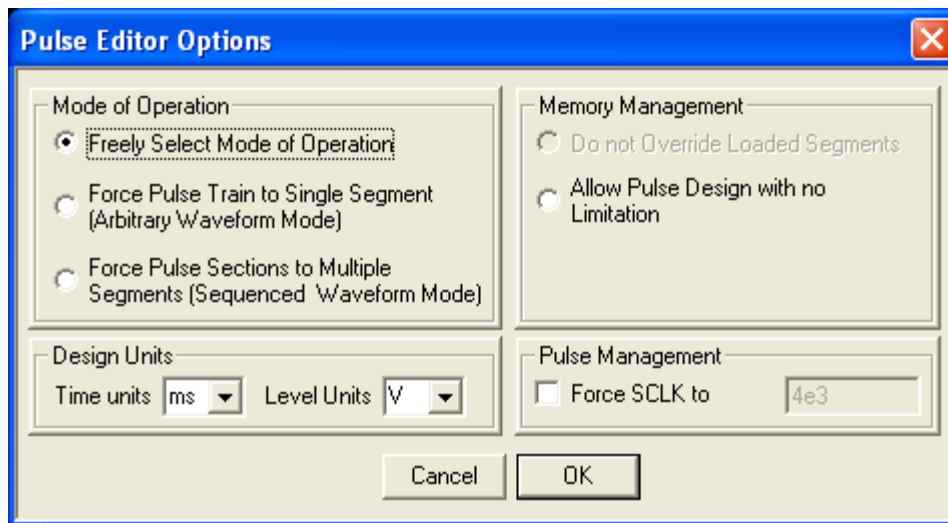 Pulse Editor Options
Mode of Operation
Freely Select Mode of Operation
Force Pulse Train to Single Segment
(Arbitrary Waveform Mode)
Force Pulse Sections to Multiple
Segments (Sequenced Waveform Mode)
Memory Management
Do not Override Loaded Segments
Allow Pulse Design with no
Limitation
Design Units
Time units ms Level Units V
Pulse Management
Force SCLK to 4e3
Cancel OK